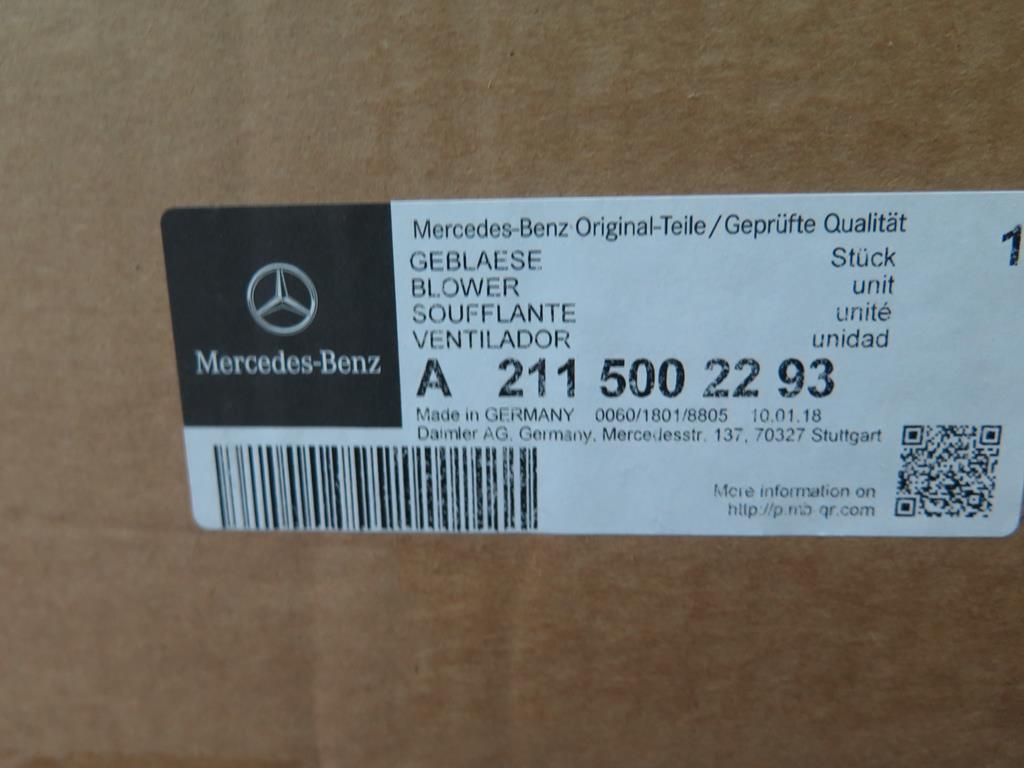 Mercedes-Benz
Mercedes-Benz Original-Teile/Geprüfte Qualität
GEBLAESE Stück 1
BLOWER unit
SOUFFLANTE unité
VENTILADOR unidad
A 211 500 22 93
Made in GERMANY 0060/1801/8805 10.01.18
Daimler AG, Germany, Mercedesstr. 137, 70327 Stuttgart
More information on
http://p.mb-qr.com